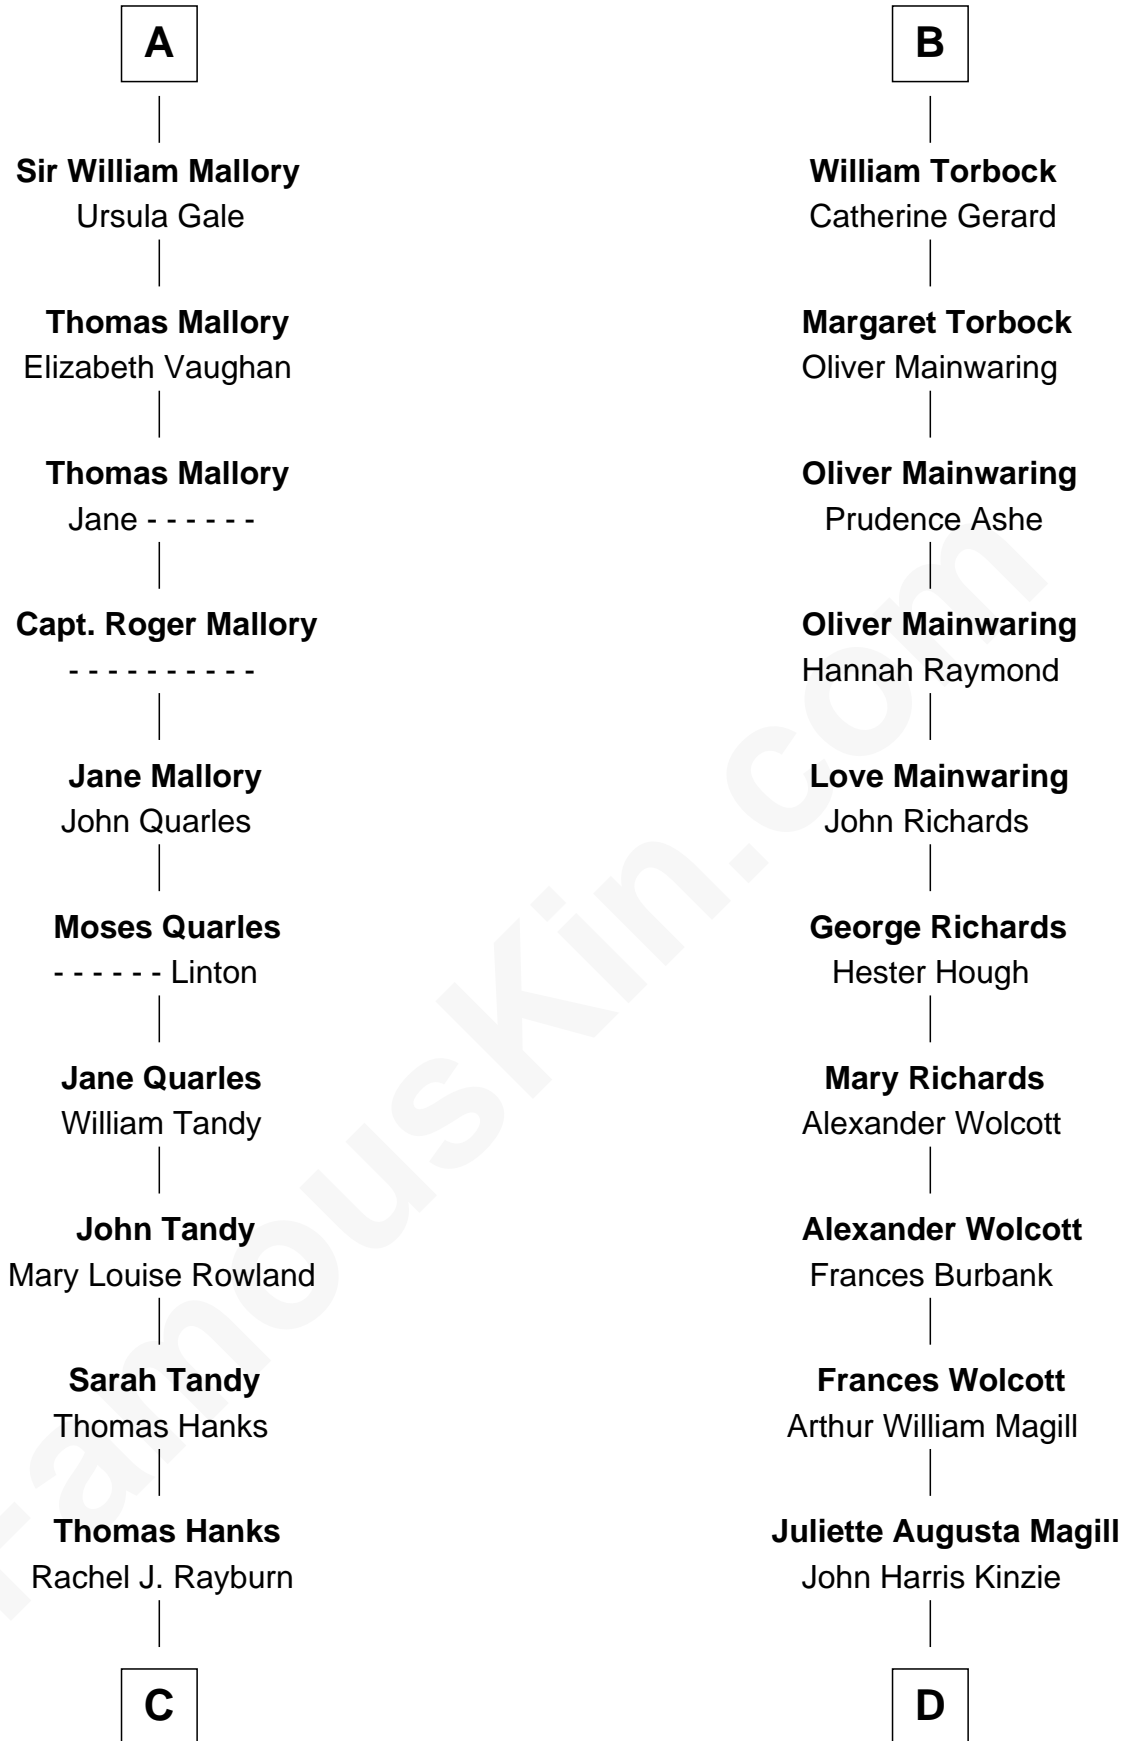 A
Sir William Mallory
Ursula Gale
Thomas Mallory
Elizabeth Vaughan
Thomas Mallory
Jane - - - - - -
Capt. Roger Mallory
- - - - - - - - - -
Jane Mallory
John Quarles
Moses Quarles
- - - - - - Linton
Jane Quarles
William Tandy
John Tandy
Mary Louise Rowland
Sarah Tandy
Thomas Hanks
Thomas Hanks
Rachel J. Rayburn
C
B
William Torbock
Catherine Gerard
Margaret Torbock
Oliver Mainwaring
Oliver Mainwaring
Prudence Ashe
Oliver Mainwaring
Hannah Raymond
Love Mainwaring
John Richards
George Richards
Hester Hough
Mary Richards
Alexander Wolcott
Alexander Wolcott
Frances Burbank
Frances Wolcott
Arthur William Magill
Juliette Augusta Magill
John Harris Kinzie
D
FamousKin.com